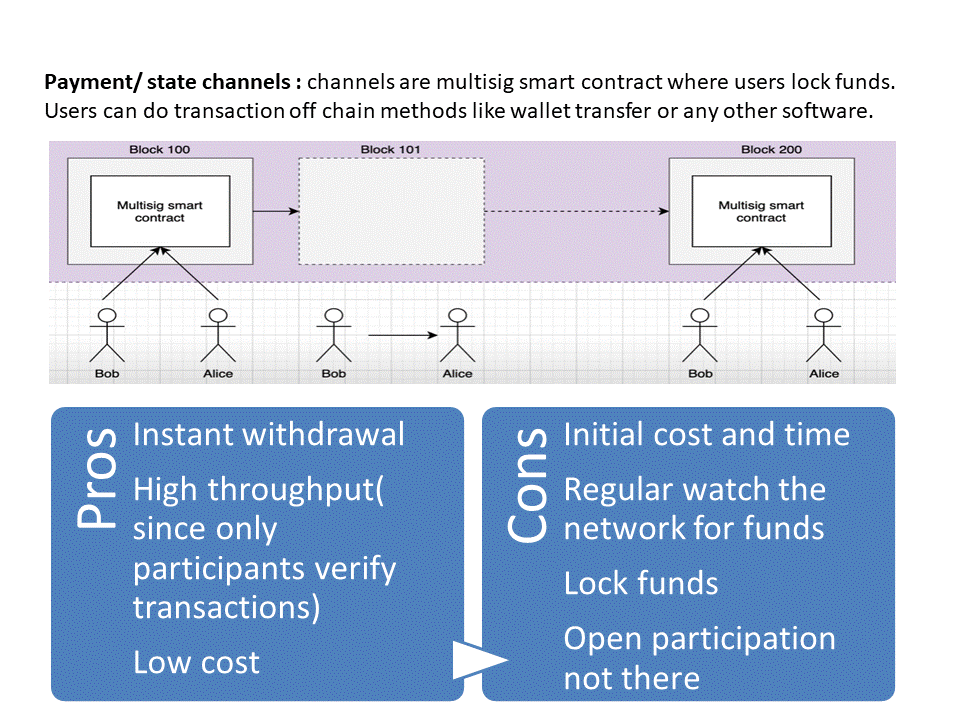 Payment/ state channels : channels are multisig smart contract where users lock funds.
Users can do transaction off chain methods like wallet transfer or any other software.
Block 100
Block 101
Block 200
Multisig smart
contract
Multisig smart
contract
Bob
Alice
Bob
Alice
Bob
Alice
Pros
Instant withdrawal
High throughput(
since only
participants verify
transactions)
Low cost
Cons
Initial cost and time
Regular watch the
network for funds
Lock funds
Open participation
not there